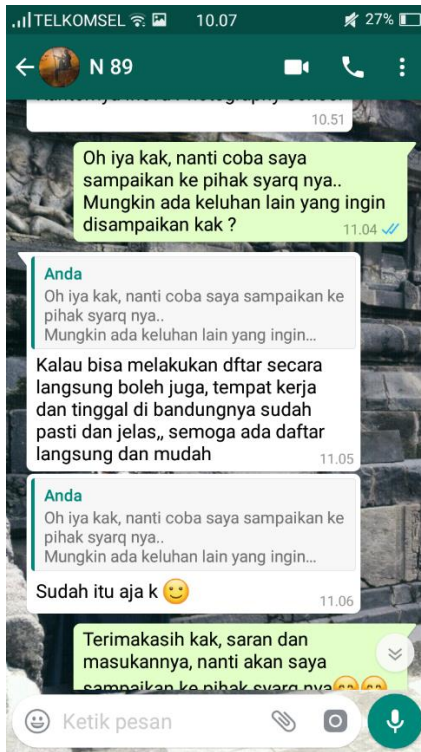 TELKOMSEL 10.07 27%
N 89
10.51
Oh iya kak, nanti coba saya
sampaikan ke pihak syarq nya..
Mungkin ada keluhan lain yang ingin
disampaikan kak ?
11.04
Anda
Oh iya kak, nanti coba saya sampaikan ke
pihak syarq nya..
Mungkin ada keluhan lain yang ingin...
Kalau bisa melakukan dftar secara
langsung boleh juga, tempat kerja
dan tinggal di bandungnya sudah
pasti dan jelas,, semoga ada daftar
langsung dan mudah
11.05
Anda
Oh iya kak, nanti coba saya sampaikan ke
pihak syarq nya..
Mungkin ada keluhan lain yang ingin...
Sudah itu aja k 🙂
11.06
Terimakasih kak, saran dan
masukannya, nanti akan saya
sampaikan ke pihak syarq nya
Ketik pesan